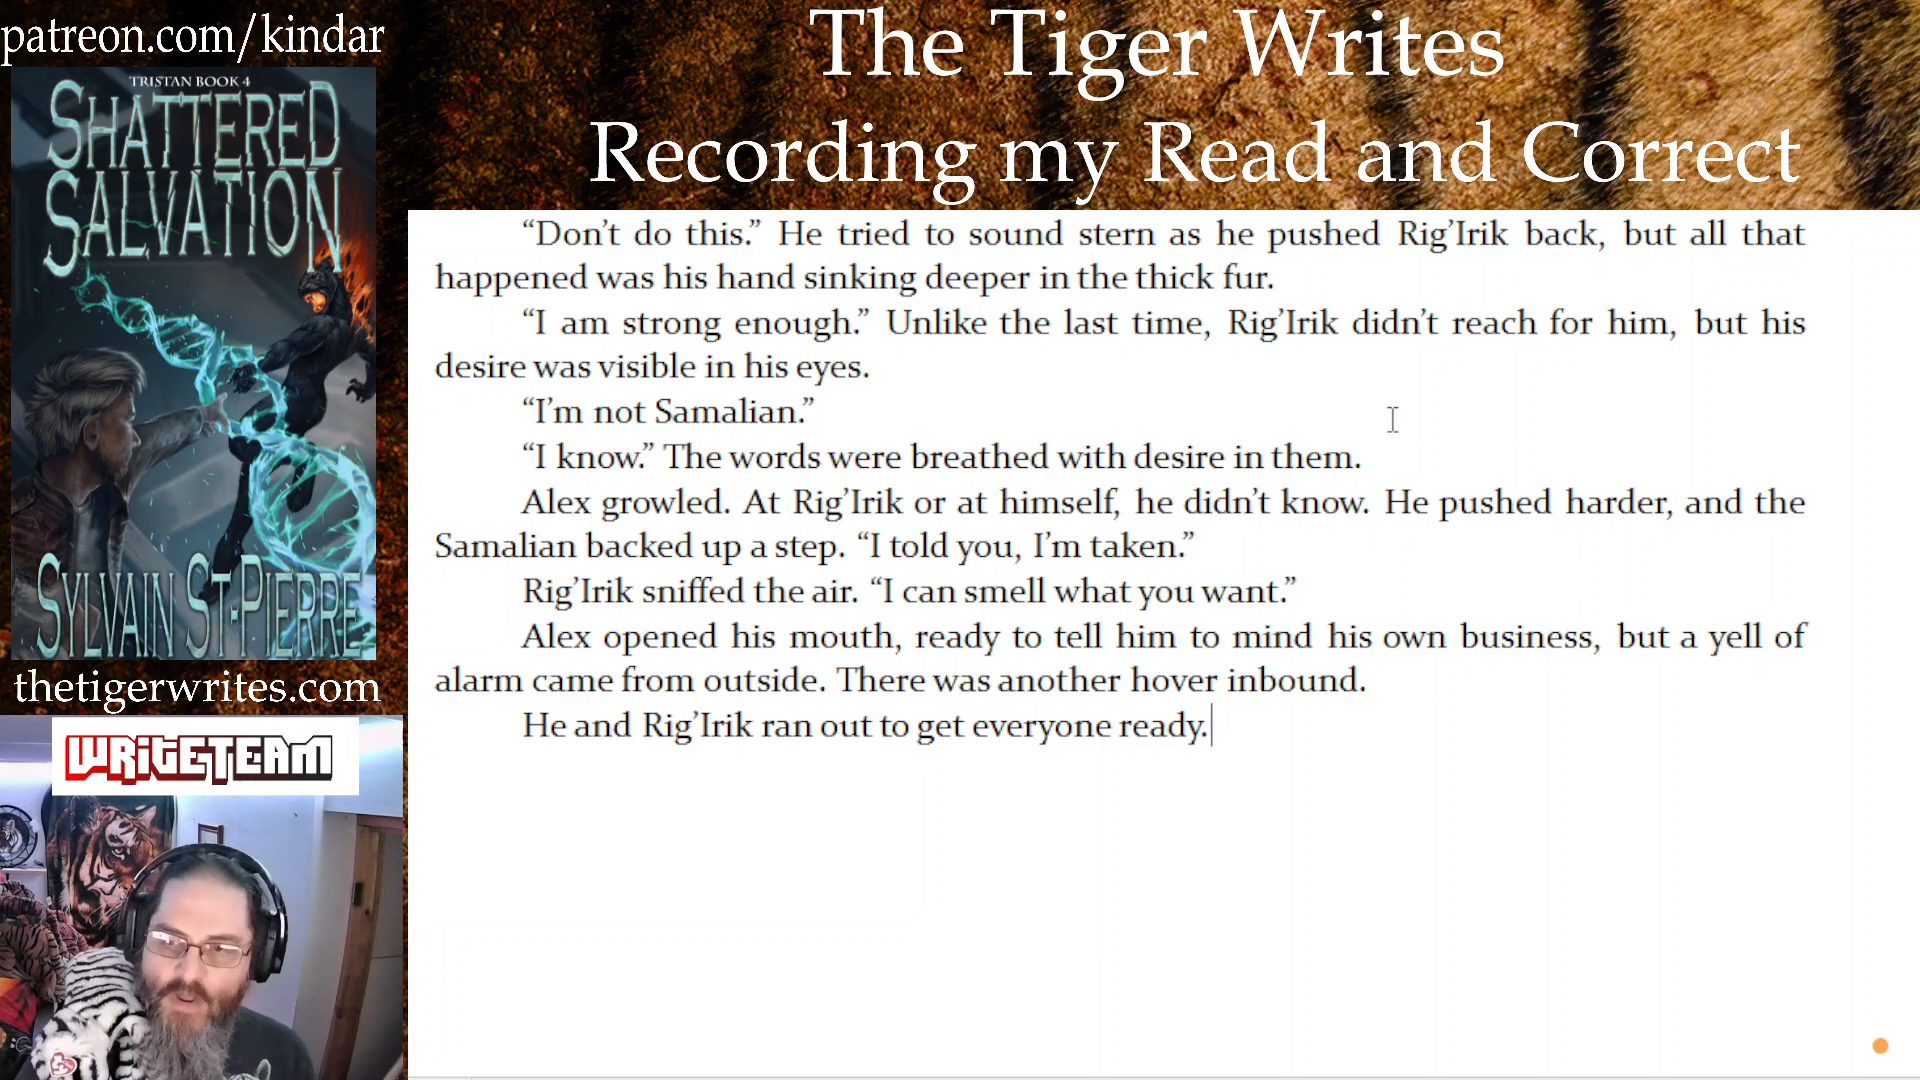 patreon.com/kindar
TRISTAN BOOK 4
SHATTERED
SALVATION
SYLVAIN ST-PIERRE
thetigerwrites.com
WRITETEAM
The Tiger Writes
Recording my Read and Correct
“Don’t do this.” He tried to sound stern as he pushed Rig’Irik back, but all that
happened was his hand sinking deeper in the thick fur.
“I am strong enough.” Unlike the last time, Rig’Irik didn’t reach for him, but his
desire was visible in his eyes.
“I’m not Samalian.”
“I know.” The words were breathed with desire in them.
Alex growled. At Rig’Irik or at himself, he didn’t know. He pushed harder, and the
Samalian backed up a step. “I told you, I’m taken.”
Rig’Irik sniffed the air. “I can smell what you want.”
Alex opened his mouth, ready to tell him to mind his own business, but a yell of
alarm came from outside. There was another hover inbound.
He and Rig’Irik ran out to get everyone ready.